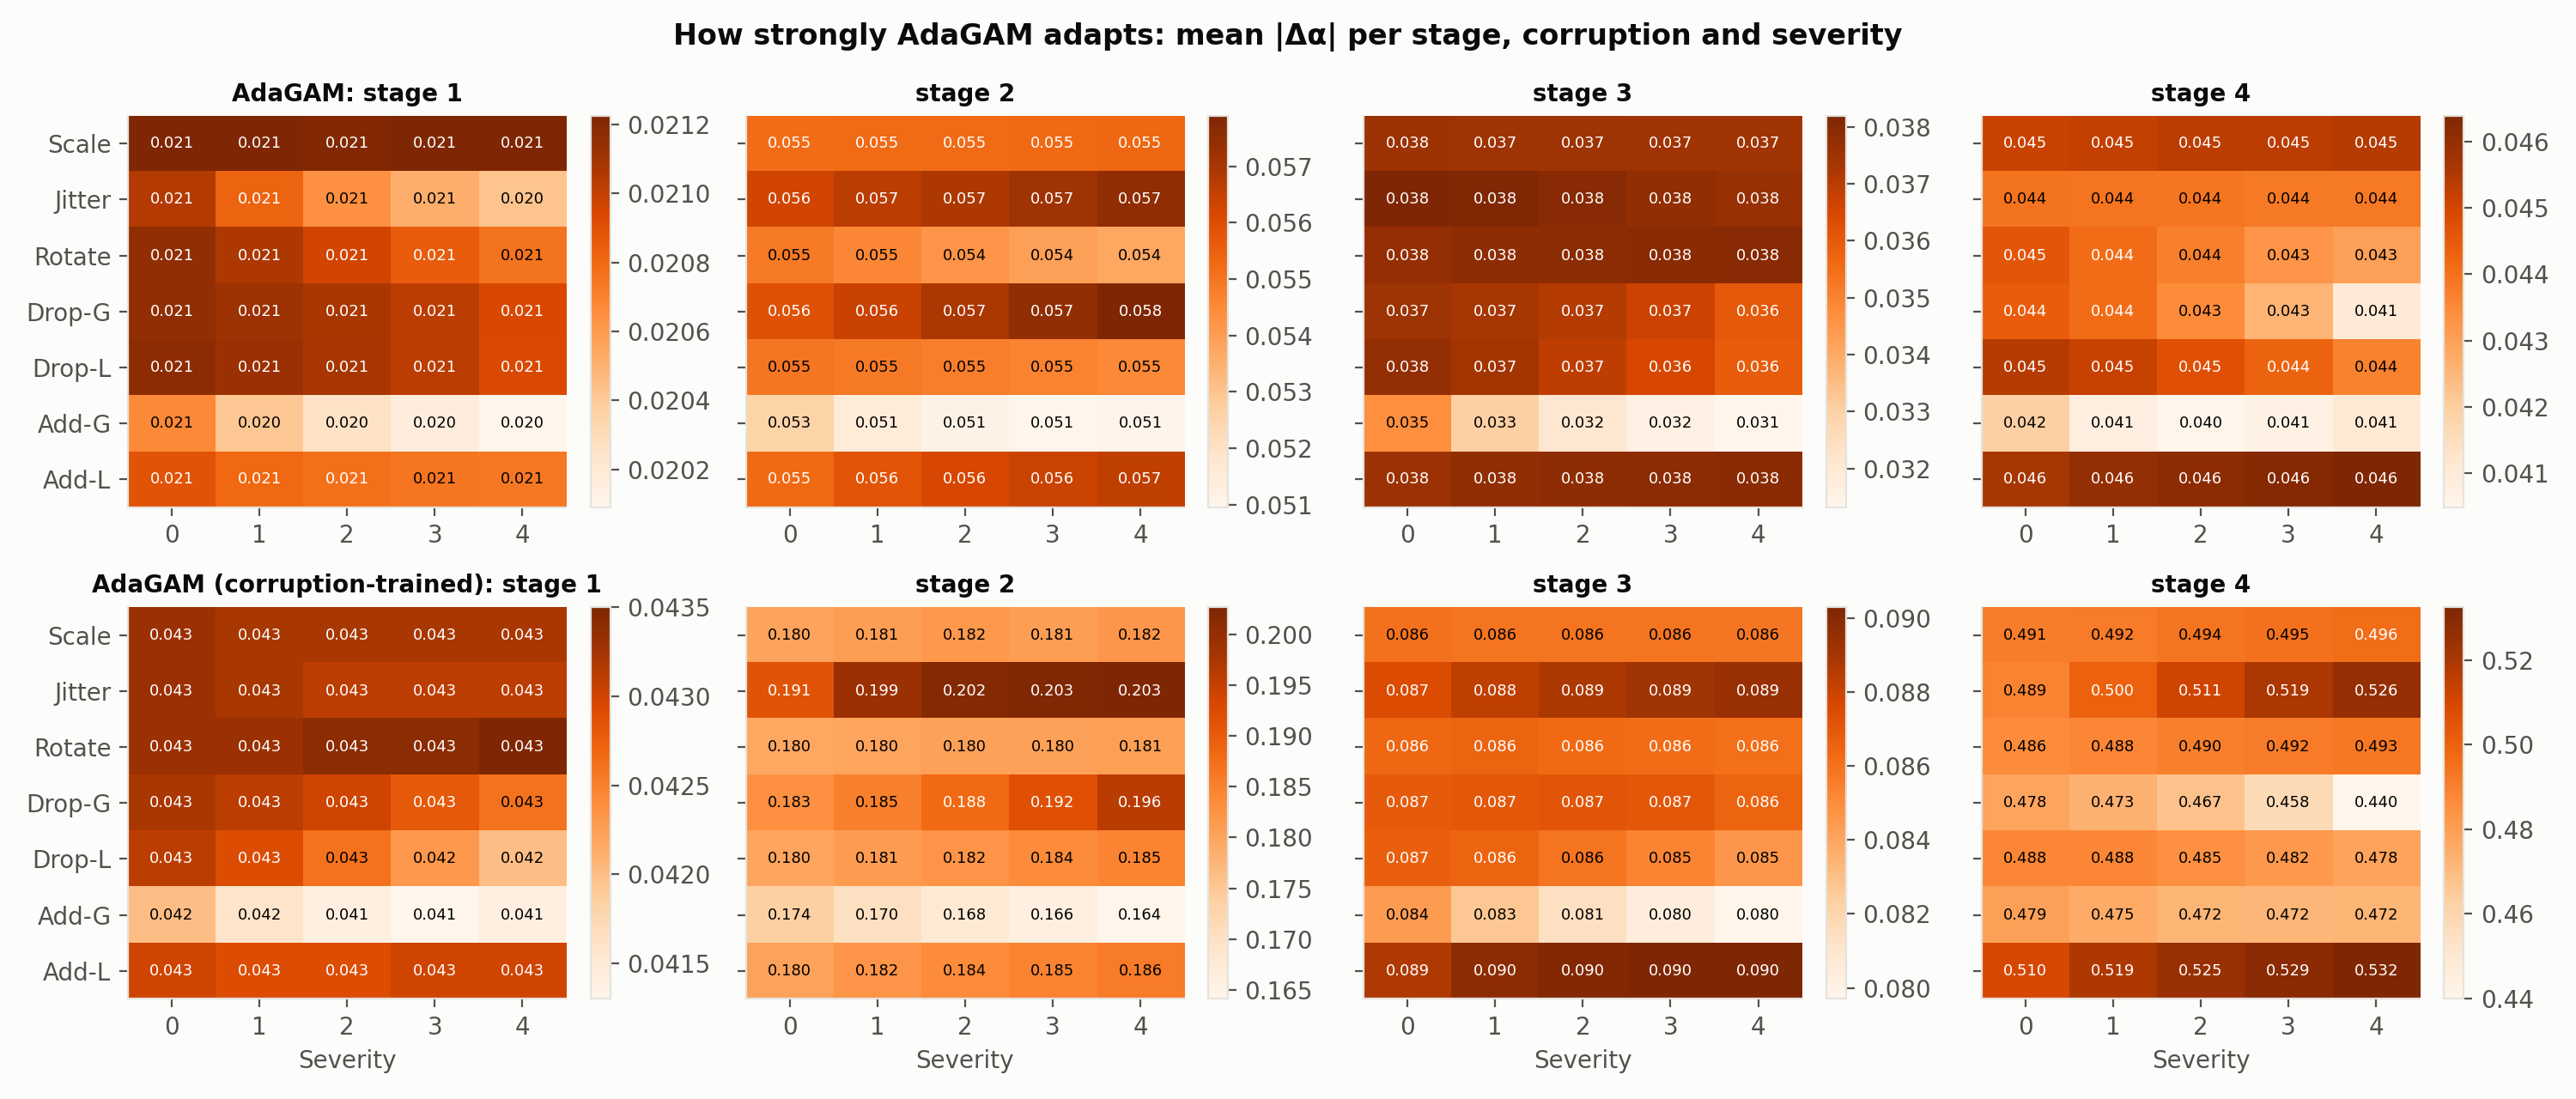 How strongly AdaGAM adapts: mean |Δα| per stage, corruption and severity
AdaGAM: stage 1
Scale 0.021 0.021 0.021 0.021 0.021
Jitter 0.021 0.021 0.021 0.021 0.020
Rotate 0.021 0.021 0.021 0.021 0.021
Drop-G 0.021 0.021 0.021 0.021 0.021
Drop-L 0.021 0.021 0.021 0.021 0.021
Add-G 0.021 0.020 0.020 0.020 0.020
Add-L 0.021 0.021 0.021 0.021 0.021
0 1 2 3 4
0.0212
0.0210
0.0208
0.0206
0.0204
0.0202
stage 2
0.055 0.055 0.055 0.055 0.055
0.056 0.057 0.057 0.057 0.057
0.055 0.055 0.054 0.054 0.054
0.056 0.056 0.057 0.057 0.058
0.055 0.055 0.055 0.055 0.055
0.053 0.051 0.051 0.051 0.051
0.055 0.056 0.056 0.056 0.057
0 1 2 3 4
0.057
0.056
0.055
0.054
0.053
0.052
0.051
stage 3
0.038 0.037 0.037 0.037 0.037
0.038 0.038 0.038 0.038 0.038
0.038 0.038 0.038 0.038 0.038
0.037 0.037 0.037 0.037 0.036
0.038 0.037 0.037 0.036 0.036
0.035 0.033 0.032 0.032 0.031
0.038 0.038 0.038 0.038 0.038
0 1 2 3 4
0.038
0.037
0.036
0.035
0.034
0.033
0.032
stage 4
0.045 0.045 0.045 0.045 0.045
0.044 0.044 0.044 0.044 0.044
0.045 0.044 0.044 0.043 0.043
0.044 0.044 0.043 0.043 0.041
0.045 0.045 0.045 0.044 0.044
0.042 0.041 0.040 0.041 0.041
0.046 0.046 0.046 0.046 0.046
0 1 2 3 4
0.046
0.045
0.044
0.043
0.042
0.041
AdaGAM (corruption-trained): stage 1
Scale 0.043 0.043 0.043 0.043 0.043
Jitter 0.043 0.043 0.043 0.043 0.043
Rotate 0.043 0.043 0.043 0.043 0.043
Drop-G 0.043 0.043 0.043 0.043 0.043
Drop-L 0.043 0.043 0.043 0.042 0.042
Add-G 0.042 0.042 0.041 0.041 0.041
Add-L 0.043 0.043 0.043 0.043 0.043
0 1 2 3 4
Severity
0.0435
0.0430
0.0425
0.0420
0.0415
stage 2
0.180 0.181 0.182 0.181 0.182
0.191 0.199 0.202 0.203 0.203
0.180 0.180 0.180 0.180 0.181
0.183 0.185 0.188 0.192 0.196
0.180 0.181 0.182 0.184 0.185
0.174 0.170 0.168 0.166 0.164
0.180 0.182 0.184 0.185 0.186
0 1 2 3 4
Severity
0.200
0.195
0.190
0.185
0.180
0.175
0.170
0.165
stage 3
0.086 0.086 0.086 0.086 0.086
0.087 0.088 0.089 0.089 0.089
0.086 0.086 0.086 0.086 0.086
0.087 0.087 0.087 0.087 0.086
0.087 0.086 0.086 0.085 0.085
0.084 0.083 0.081 0.080 0.080
0.089 0.090 0.090 0.090 0.090
0 1 2 3 4
Severity
0.090
0.088
0.086
0.084
0.082
0.080
stage 4
0.491 0.492 0.494 0.495 0.496
0.489 0.500 0.511 0.519 0.526
0.486 0.488 0.490 0.492 0.493
0.478 0.473 0.467 0.458 0.440
0.488 0.488 0.485 0.482 0.478
0.479 0.475 0.472 0.472 0.472
0.510 0.519 0.525 0.529 0.532
0 1 2 3 4
Severity
0.52
0.50
0.48
0.46
0.44